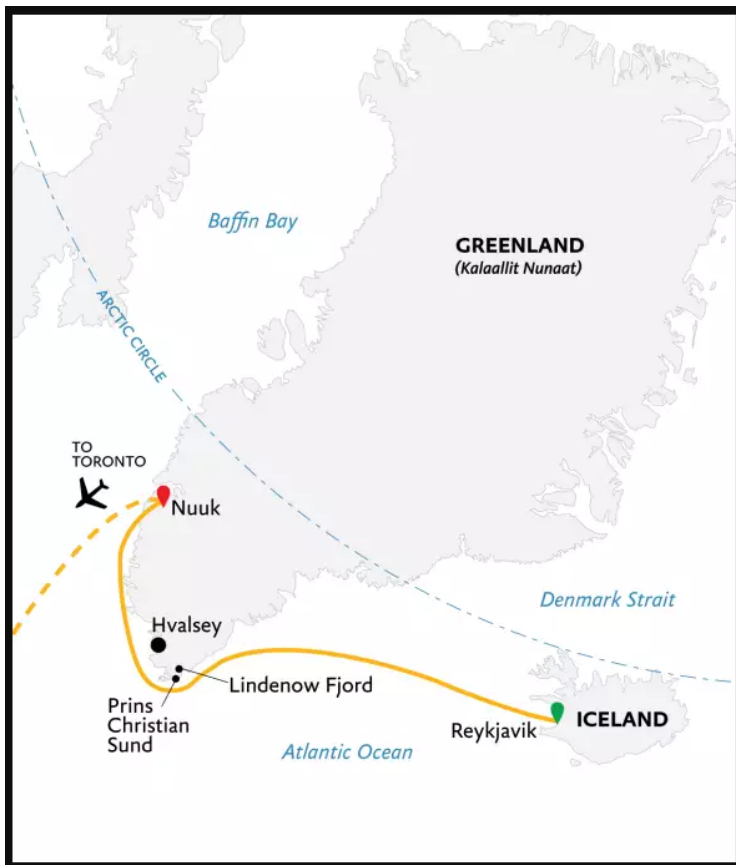 Baffin Bay
GREENLAND
(Kalaallit Nunaat)
ARCTIC CIRCLE
TO
TORONTO
Nuuk
Denmark Strait
Hvalsey
Lindenow Fjord
Prins
Christian
Sund
Reykjavik
ICELAND
Atlantic Ocean